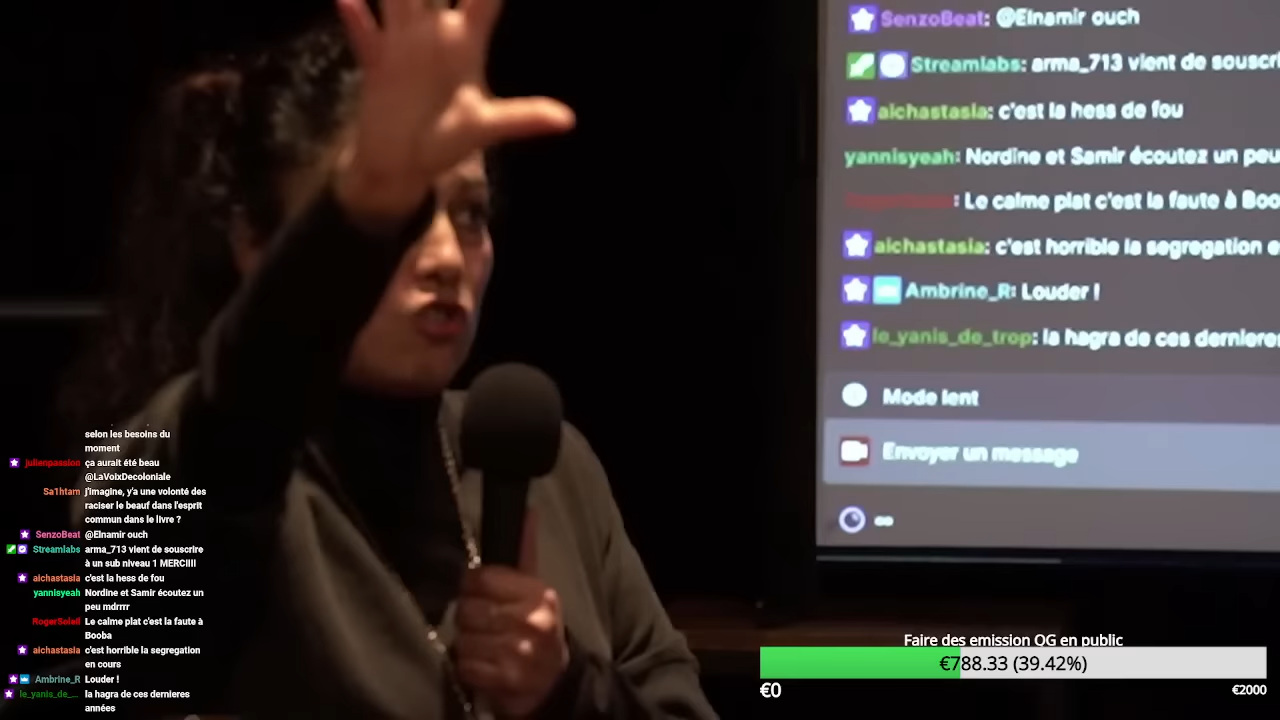 SenzoBeat: @Elnamir ouch
Streamlabs: arma_713 vient de souscri
aichastasia: c'est la hess de fou
yannisyeah: Nordine et Samir écoutez un peu
: Le calme plat c'est la faute à Boo
aichastasia: c'est horrible la segregation e
Ambrine_R: Louder !
le_yanis_de_trop: la hagra de ces dernieres
Mode lent
Envoyer un message
∞
selon les besoins du
moment
julienpassion ça aurait été beau
@LaVoixDecoloniale
Sa1htam j'imagine, y'a une volonté des
raciser le beauf dans l'esprit
commun dans le livre ?
SenzoBeat @Elnamir ouch
Streamlabs arma_713 vient de souscrire
à un sub niveau 1 MERCIIII
aichastasia c'est la hess de fou
yannisyeah Nordine et Samir écoutez un
peu mdrrr
RogerSoleil Le calme plat c'est la faute à
Booba
aichastasia c'est horrible la segregation
en cours
Ambrine_R Louder !
le_yanis_de_... la hagra de ces dernieres
années
Faire des emission OG en public
€788.33 (39.42%)
€0
€2000